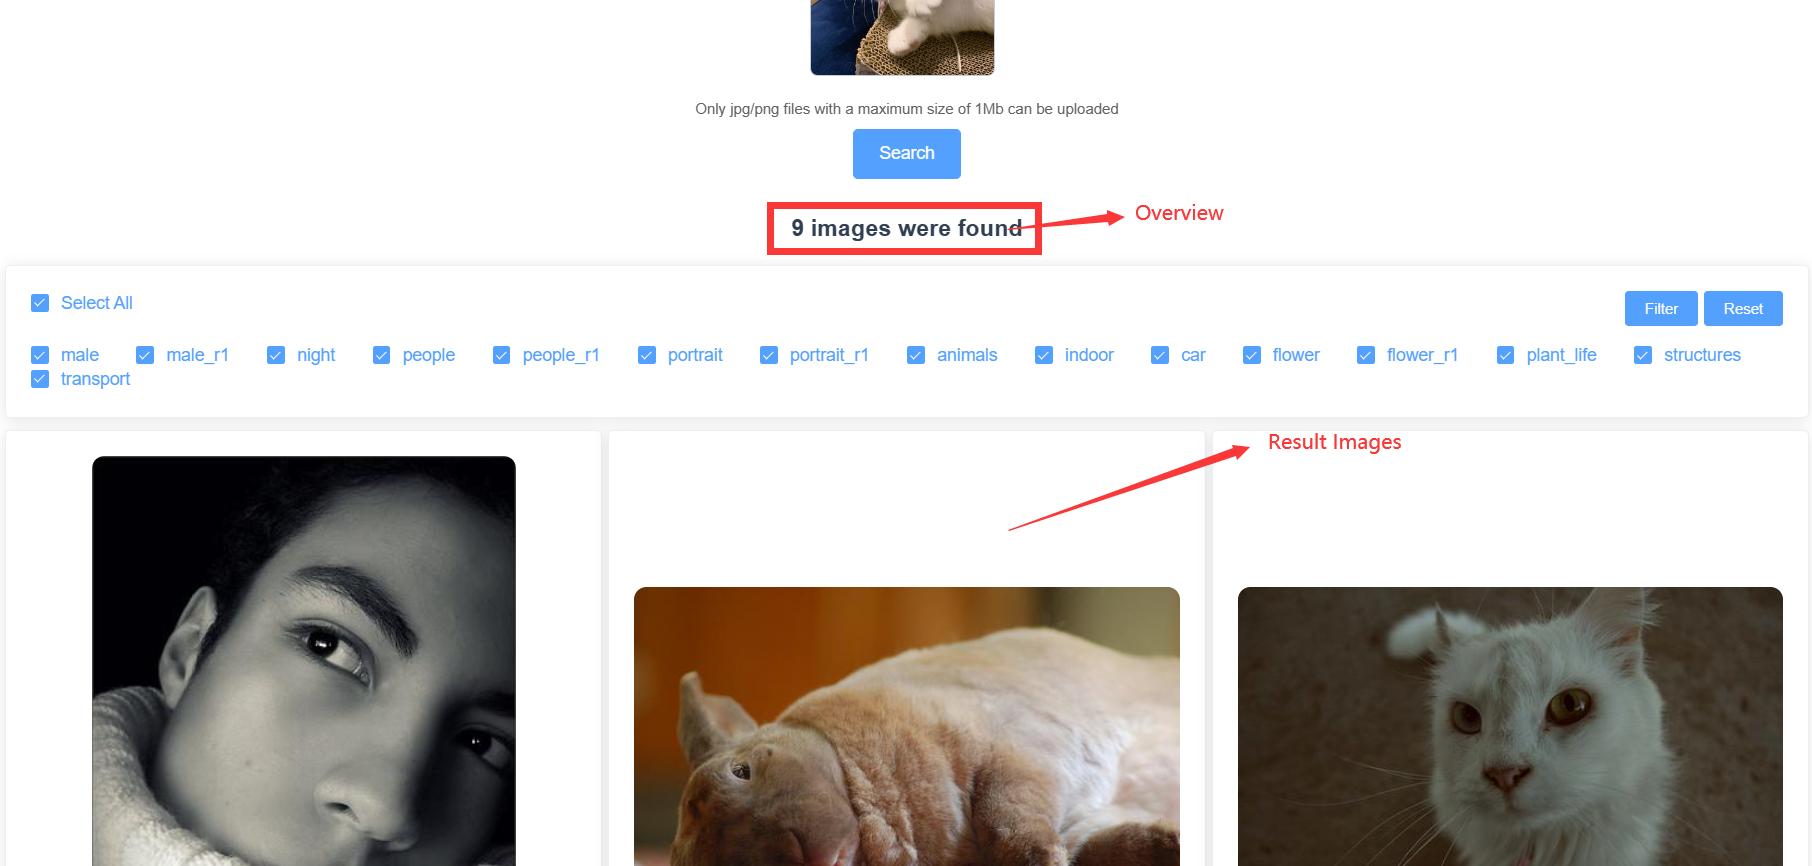 Only jpg/png files with a maximum size of 1Mb can be uploaded
Search
9 images were found
Overview
Select All
Filter
Reset
male
male_r1
night
people
people_r1
portrait
portrait_r1
animals
indoor
car
flower
flower_r1
plant_life
structures
transport
Result Images